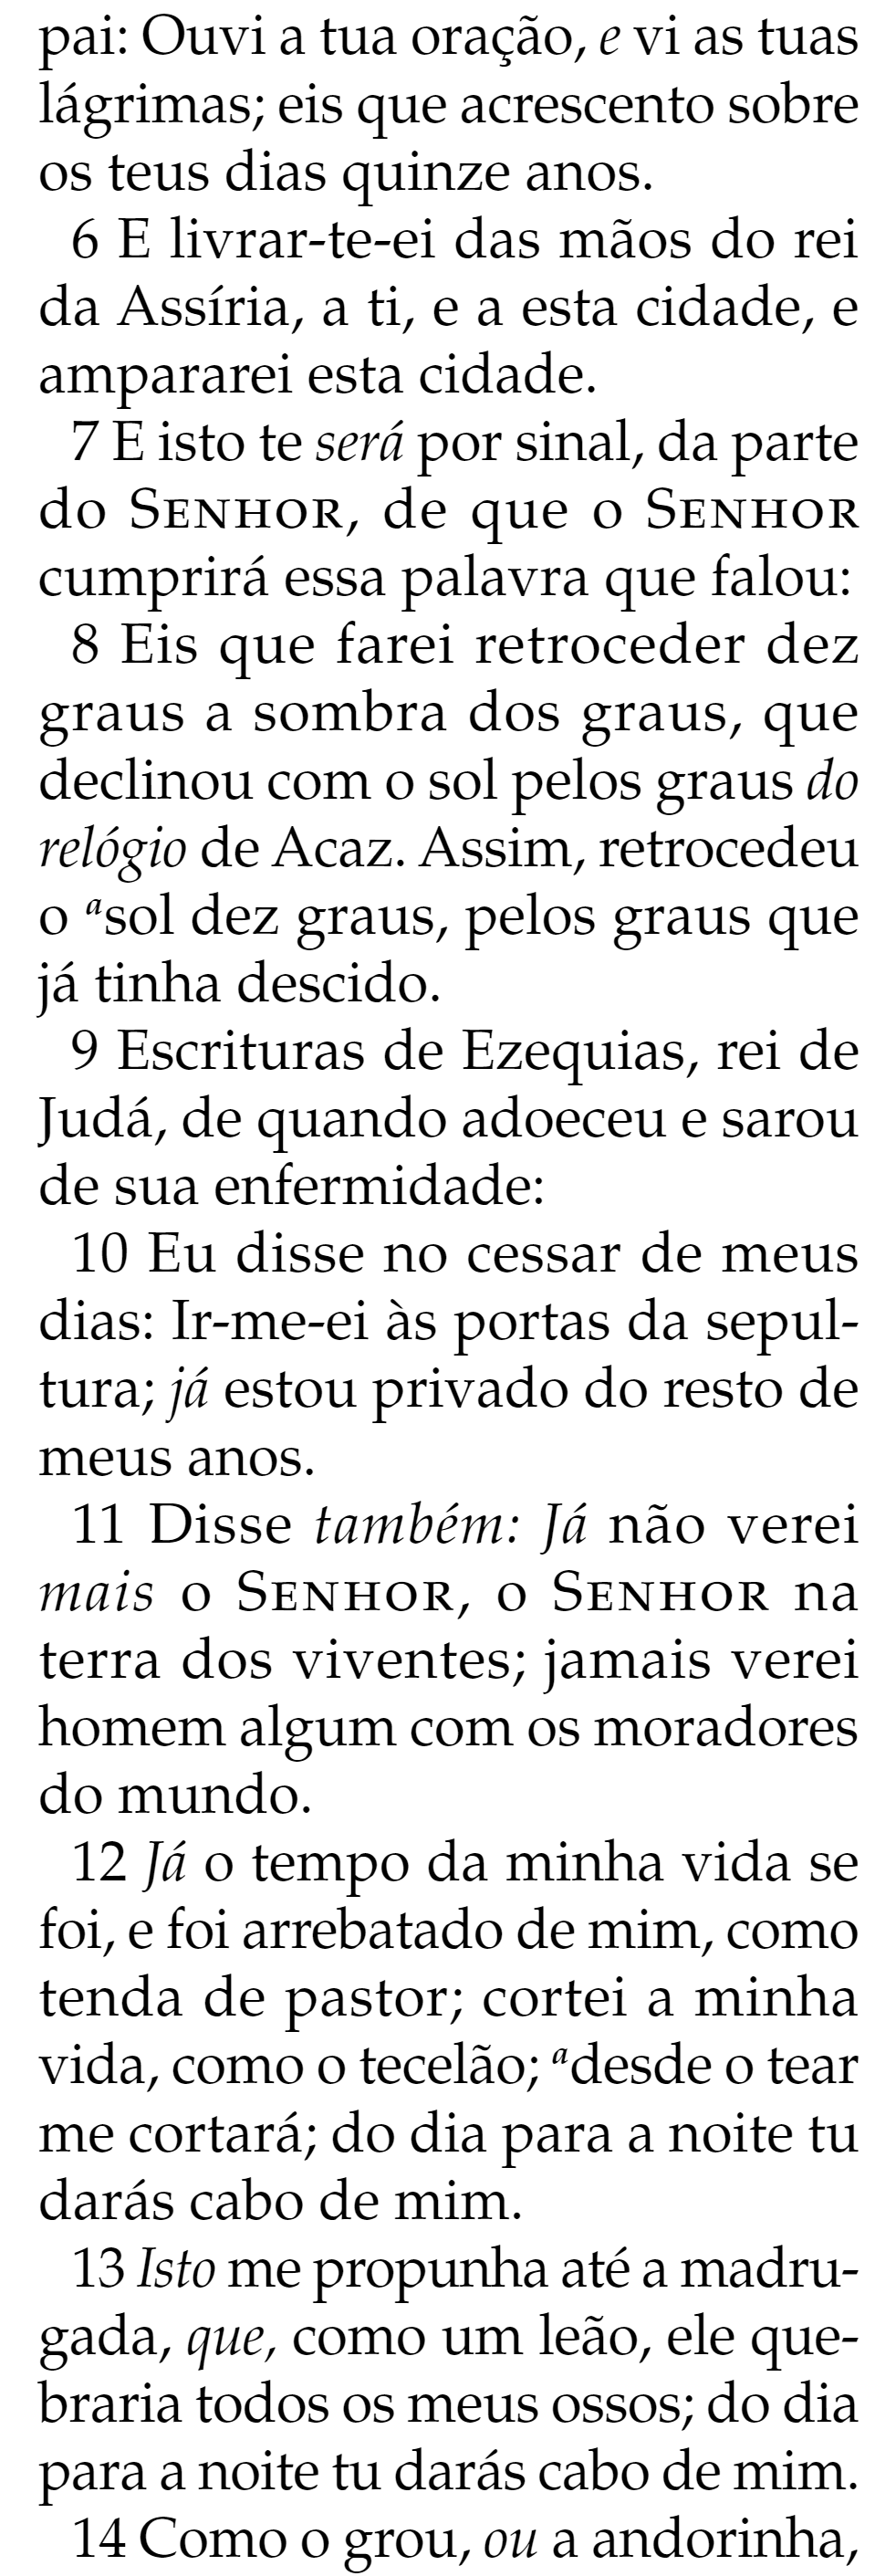 pai: Ouvi a tua oração, e vi as tuas
lágrimas; eis que acrescento sobre
os teus dias quinze anos.
6 E livrar-te-ei das mãos do rei
da Assíria, a ti, e a esta cidade, e
ampararei esta cidade.
7 E isto te será por sinal, da parte
do SENHOR, de que o SENHOR
cumprirá essa palavra que falou:
8 Eis que farei retroceder dez
graus a sombra dos graus, que
declinou com o sol pelos graus do
relógio de Acaz. Assim, retrocedeu
o ᵃsol dez graus, pelos graus que
já tinha descido.
9 Escrituras de Ezequias, rei de
Judá, de quando adoeceu e sarou
de sua enfermidade:
10 Eu disse no cessar de meus
dias: Ir-me-ei às portas da sepul-
tura; já estou privado do resto de
meus anos.
11 Disse também: Já não verei
mais o SENHOR, o SENHOR na
terra dos viventes; jamais verei
homem algum com os moradores
do mundo.
12 Já o tempo da minha vida se
foi, e foi arrebatado de mim, como
tenda de pastor; cortei a minha
vida, como o tecelão; ᵃdesde o tear
me cortará; do dia para a noite tu
darás cabo de mim.
13 Isto me propunha até a madru-
gada, que, como um leão, ele que-
braria todos os meus ossos; do dia
para a noite tu darás cabo de mim.
14 Como o grou, ou a andorinha,